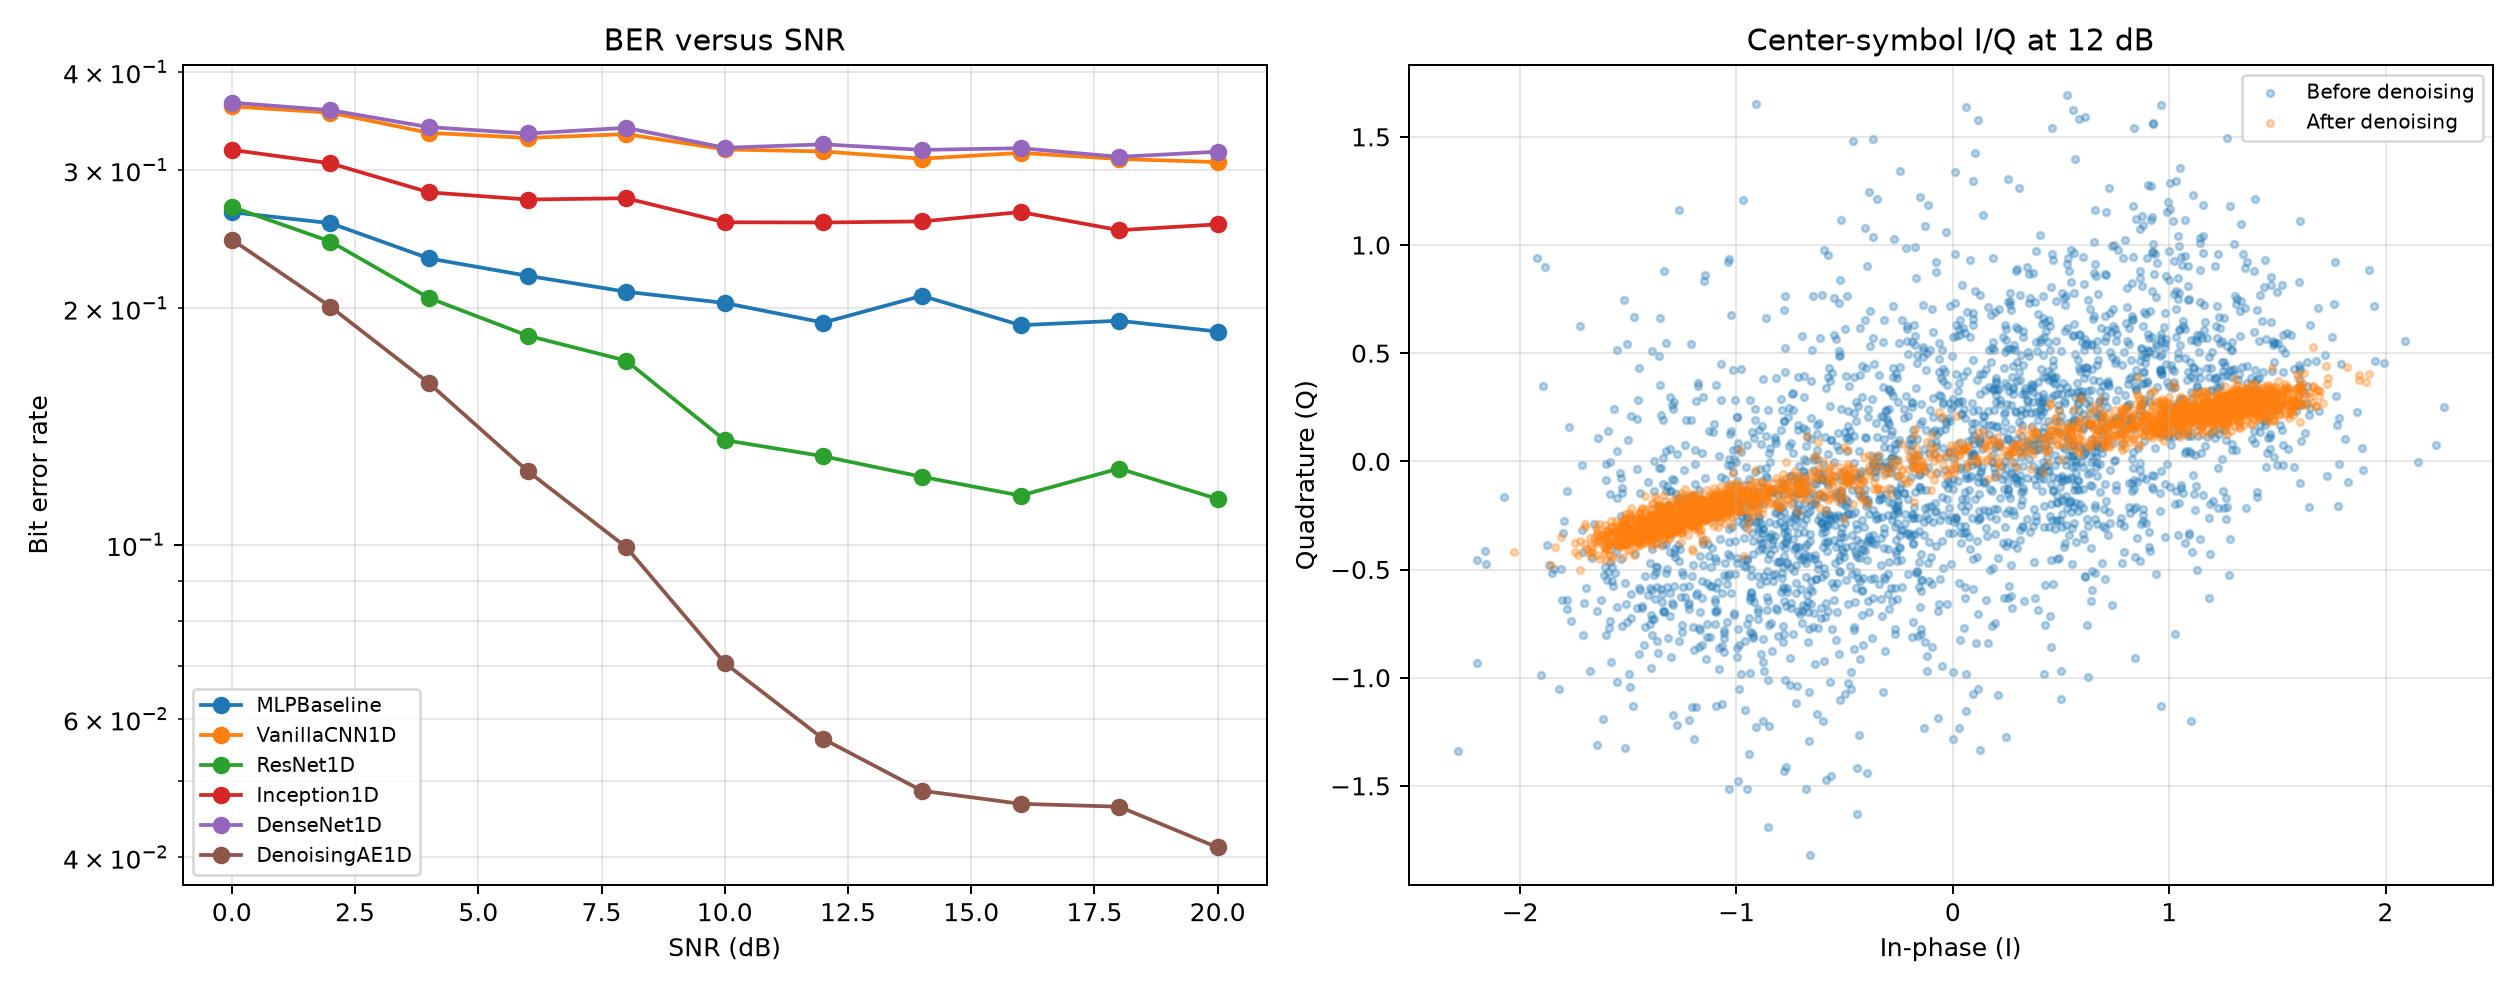 BER versus SNR
4 × 10⁻¹
3 × 10⁻¹
2 × 10⁻¹
10⁻¹
6 × 10⁻²
4 × 10⁻²
Bit error rate
MLPBaseline
VanillaCNN1D
ResNet1D
Inception1D
DenseNet1D
DenoisingAE1D
0.0 2.5 5.0 7.5 10.0 12.5 15.0 17.5 20.0
SNR (dB)
Center-symbol I/Q at 12 dB
Before denoising
After denoising
1.5
1.0
0.5
0.0
−0.5
−1.0
−1.5
Quadrature (Q)
−2 −1 0 1 2
In-phase (I)